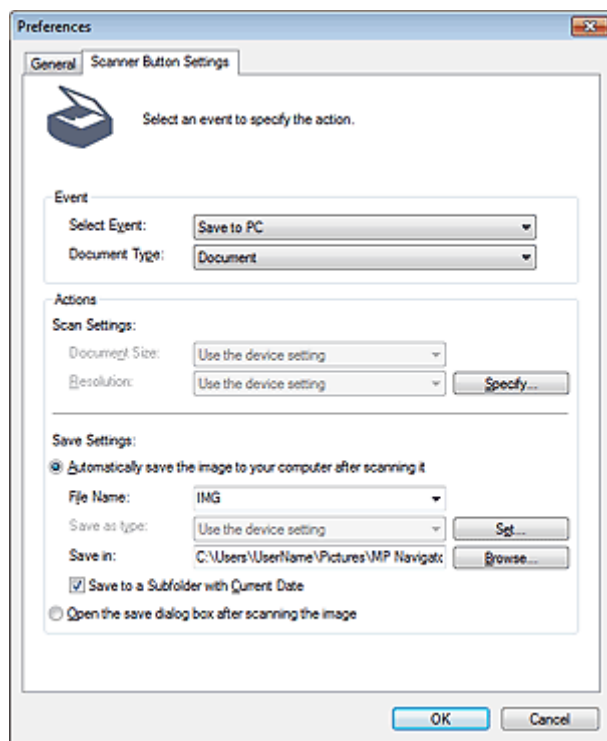 Preferences
General
Scanner Button Settings
Select an event to specify the action.
Event
Select Event: Save to PC
Document Type: Document
Actions
Scan Settings:
Document Size: Use the device setting
Resolution: Use the device setting Specify...
Save Settings:
Automatically save the image to your computer after scanning it
File Name: IMG
Save as type: Use the device setting Set...
Save in: C:\Users\UserName\Pictures\MP Navigato Browse...
Save to a Subfolder with Current Date
Open the save dialog box after scanning the image
OK Cancel